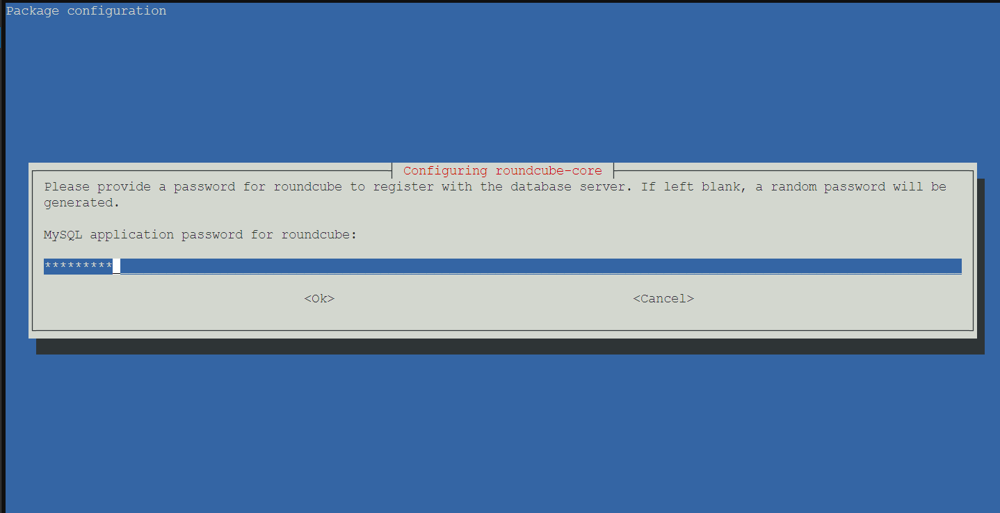 Package configuration
Configuring roundcube-core
Please provide a password for roundcube to register with the database server. If left blank, a random password will be
generated.
MySQL application password for roundcube:
*********
<Ok> <Cancel>